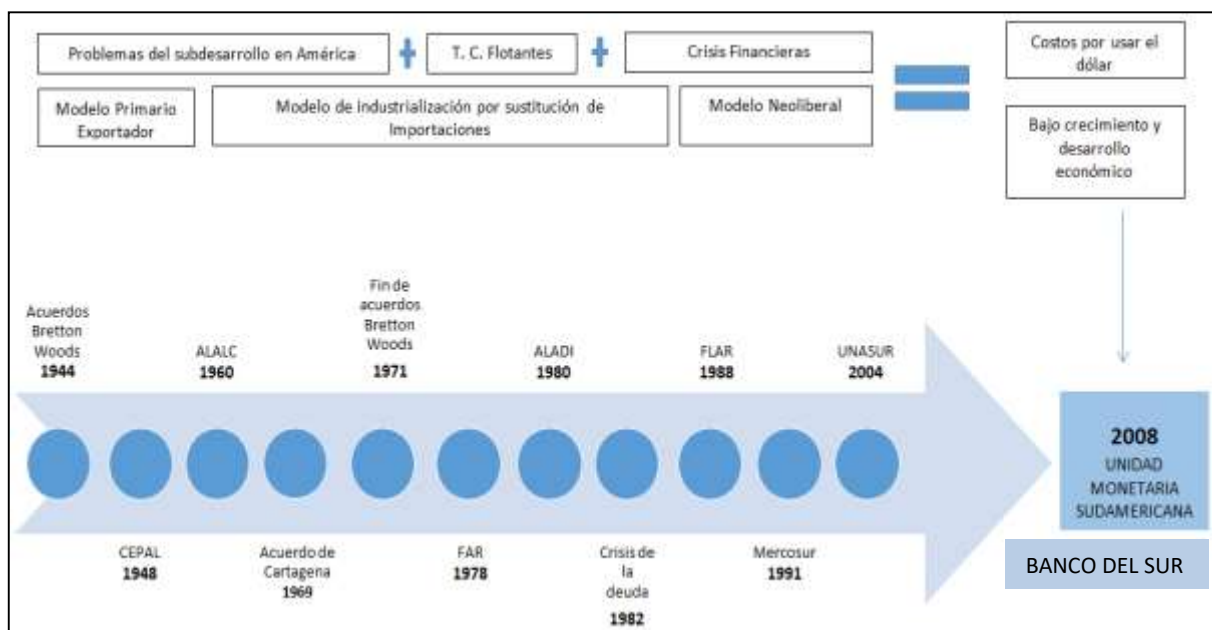 Problemas del subdesarrollo en América
T. C. Flotantes
Crisis Financieras
Costos por usar el
dólar
Modelo Primario
Exportador
Modelo de industrialización por sustitución de
Importaciones
Modelo Neoliberal
Bajo crecimiento y
desarrollo
económico
Acuerdos
Bretton
Woods
1944
ALALC
1960
Fin de
acuerdos
Bretton
Woods
1971
ALADI
1980
FLAR
1988
UNASUR
2004
2008
UNIDAD
MONETARIA
SUDAMERICANA
CEPAL
1948
Acuerdo de
Cartagena
1969
FAR
1978
Crisis de
la
deuda
1982
Mercosur
1991
BANCO DEL SUR